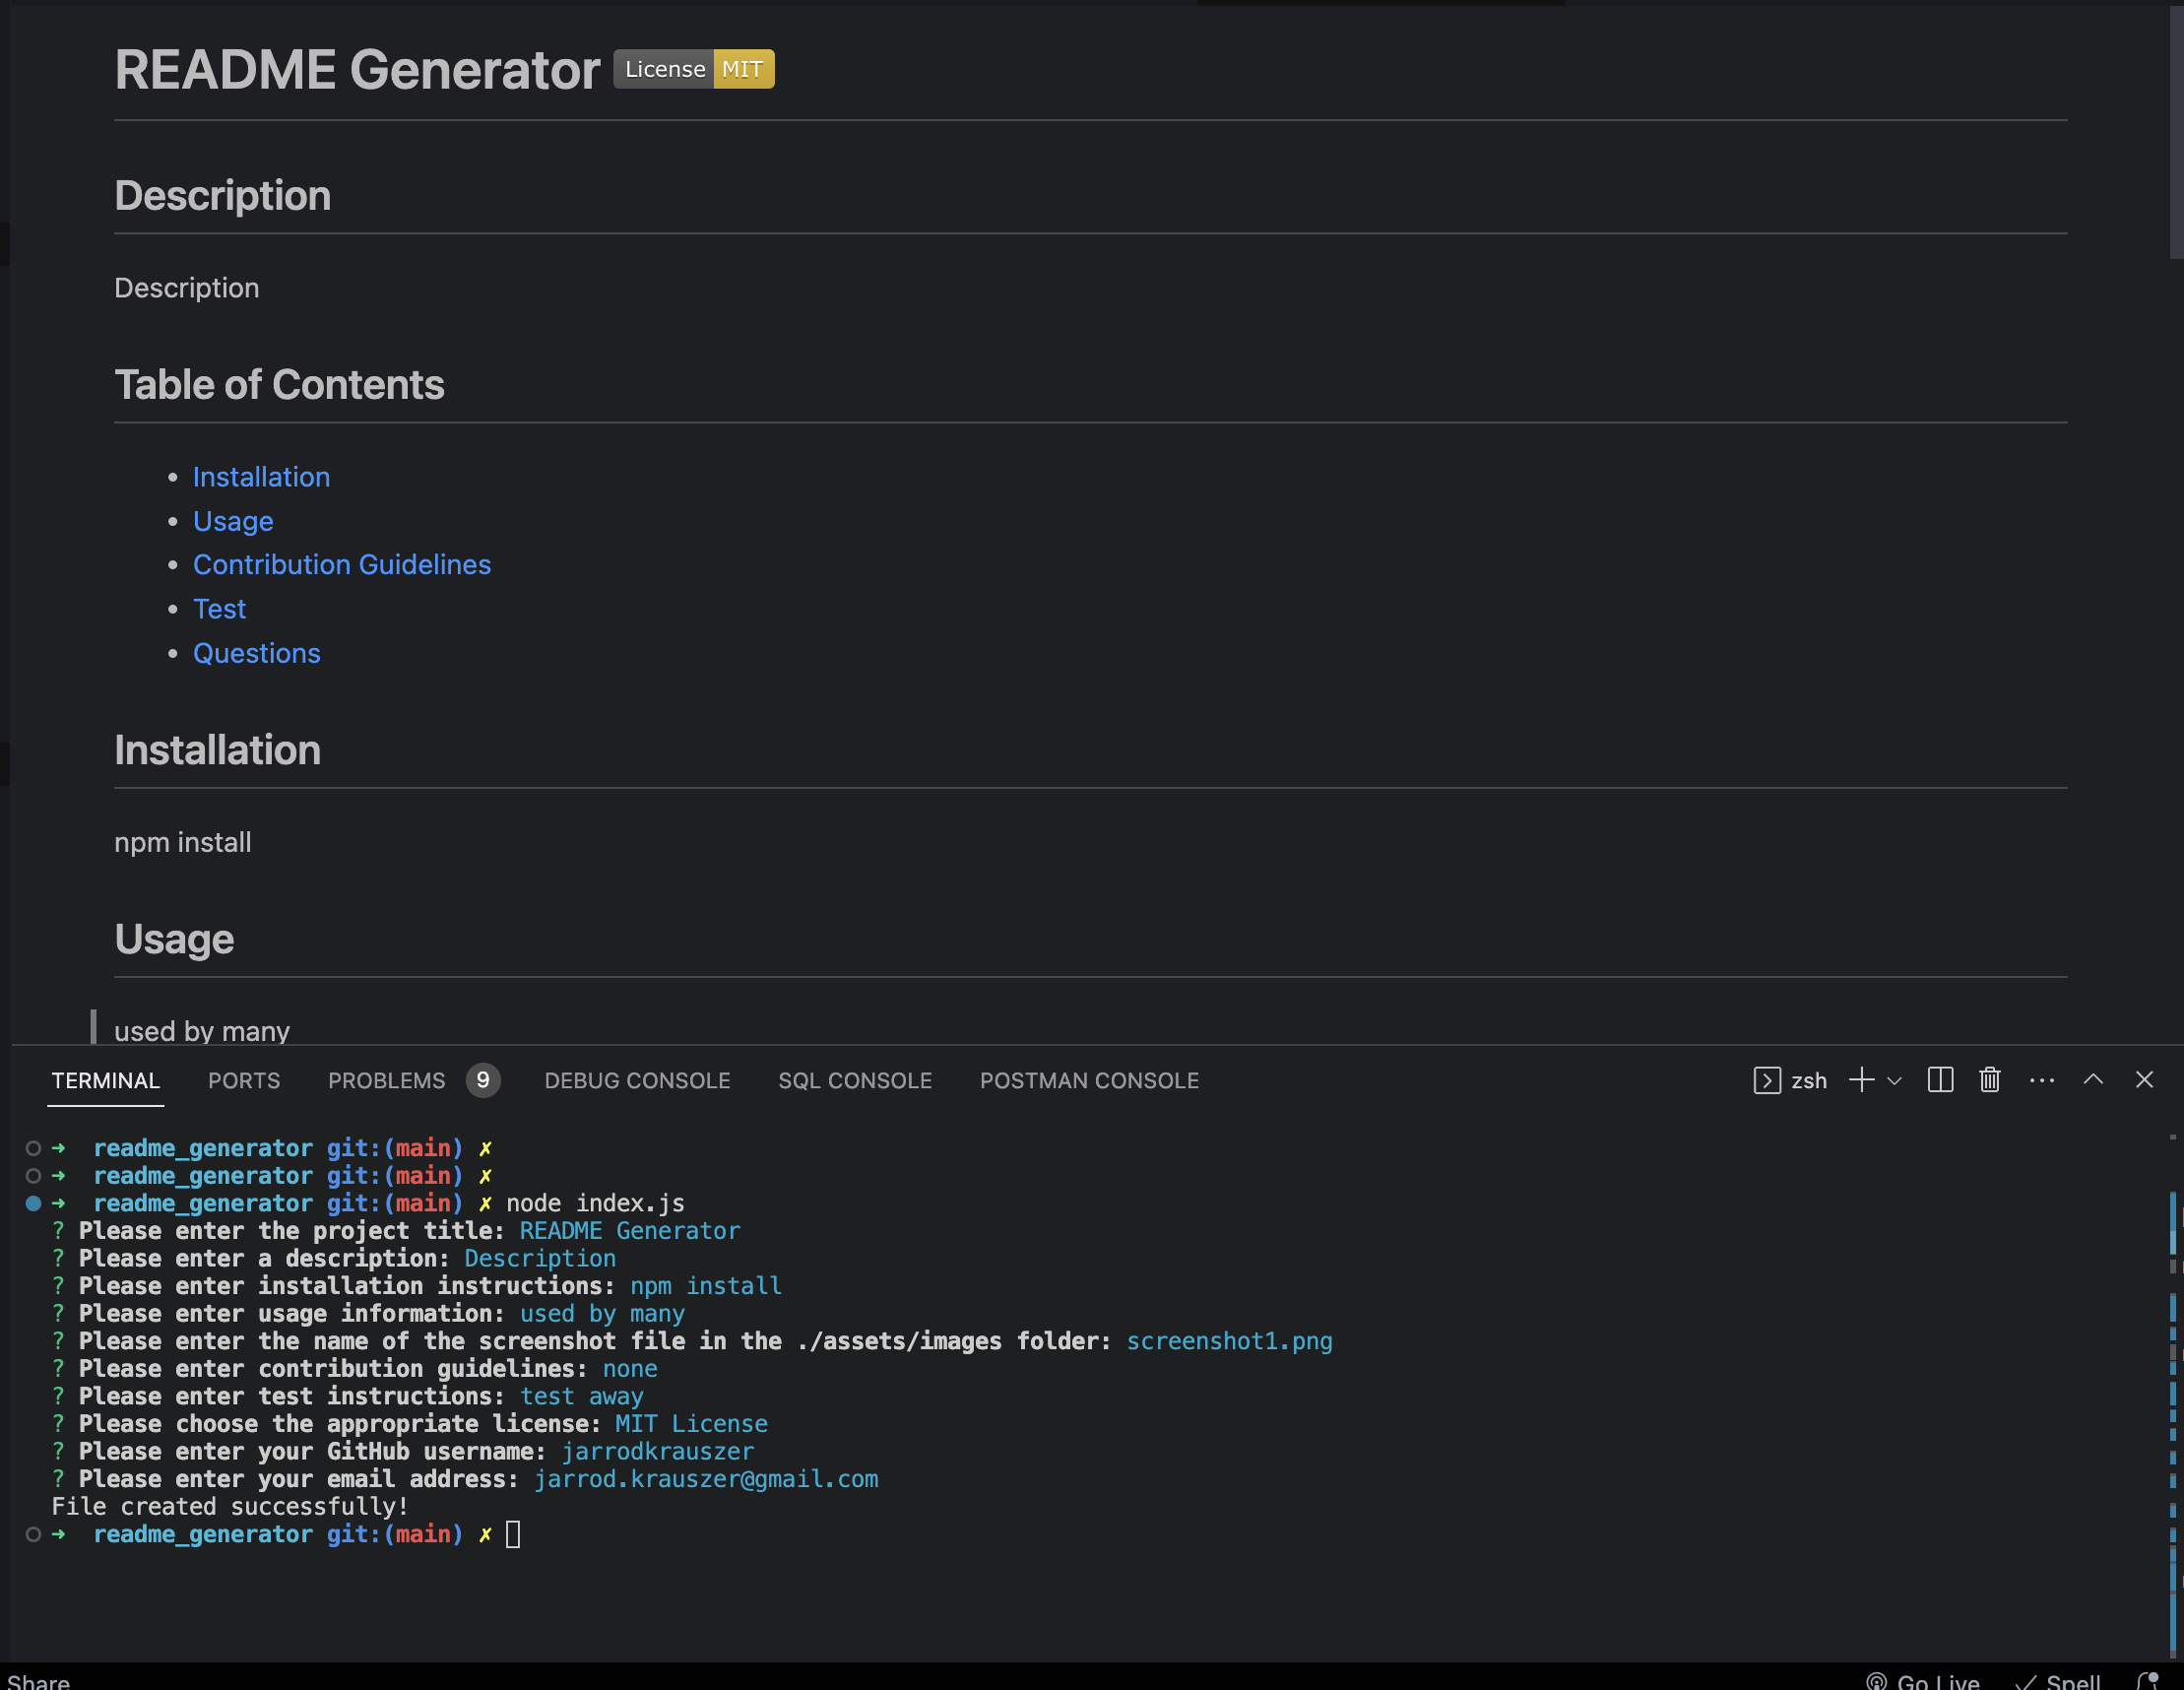 README Generator License MIT
Description
Description
Table of Contents
• Installation
• Usage
• Contribution Guidelines
• Test
• Questions
Installation
npm install
Usage
used by many
TERMINAL PORTS PROBLEMS 9 DEBUG CONSOLE SQL CONSOLE POSTMAN CONSOLE zsh
➜ readme_generator git:(main) ✗
➜ readme_generator git:(main) ✗
➜ readme_generator git:(main) ✗ node index.js
? Please enter the project title: README Generator
? Please enter a description: Description
? Please enter installation instructions: npm install
? Please enter usage information: used by many
? Please enter the name of the screenshot file in the ./assets/images folder: screenshot1.png
? Please enter contribution guidelines: none
? Please enter test instructions: test away
? Please choose the appropriate license: MIT License
? Please enter your GitHub username: jarrodkrauszer
? Please enter your email address: jarrod.krauszer@gmail.com
File created successfully!
➜ readme_generator git:(main) ✗
Share Go Live ✓ Spell